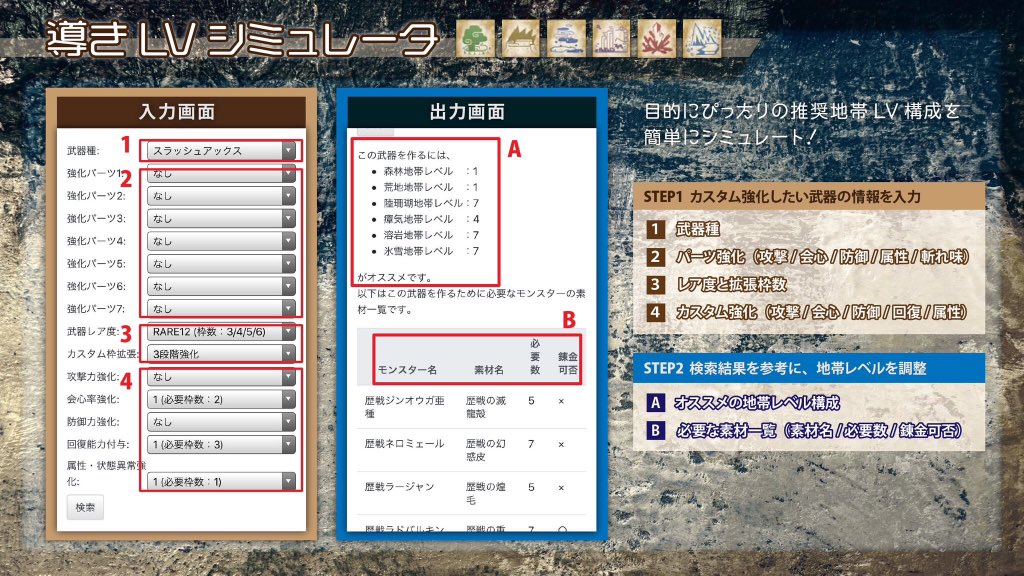 導きLVシミュレータ
入力画面
1
武器種:
スラッシュアックス
2
強化パーツ1:
なし
強化パーツ2:
なし
強化パーツ3:
なし
強化パーツ4:
なし
強化パーツ5:
なし
強化パーツ6:
なし
強化パーツ7:
なし
3
武器レア度:
RARE12 (枠数：3/4/5/6)
カスタム枠拡張:
3段階強化
4
攻撃力強化:
なし
会心率強化:
1 (必要枠数：2)
防御力強化:
なし
回復能力付与:
1 (必要枠数：3)
属性・状態異常強
化:
1 (必要枠数：1)
検索
出力画面
A
この武器を作るには、
• 森林地帯レベル ：1
• 荒地地帯レベル ：1
• 陸珊瑚地帯レベル：7
• 瘴気地帯レベル ：4
• 溶岩地帯レベル ：7
• 氷雪地帯レベル ：7
がオススメです。
以下はこの武器を作るために必要なモンスターの素
材一覧です。
B
モンスター名 素材名 必要数 錬金可否
歴戦ジンオウガ亜種 歴戦の滅龍殻 5 ×
歴戦ネロミェール 歴戦の幻惑皮 7 ×
歴戦ラージャン 歴戦の煌毛 5 ×
歴戦ラドバルキン 歴戦の重 7 ○
目的にぴったりの推奨地帯LV構成を
簡単にシミュレート！
STEP1 カスタム強化したい武器の情報を入力
1 武器種
2 パーツ強化（攻撃 / 会心 / 防御 / 属性 / 斬れ味）
3 レア度と拡張枠数
4 カスタム強化（攻撃 / 会心 / 防御 / 回復 / 属性）
STEP2 検索結果を参考に、地帯レベルを調整
A オススメの地帯レベル構成
B 必要な素材一覧（素材名 / 必要数 / 錬金可否）